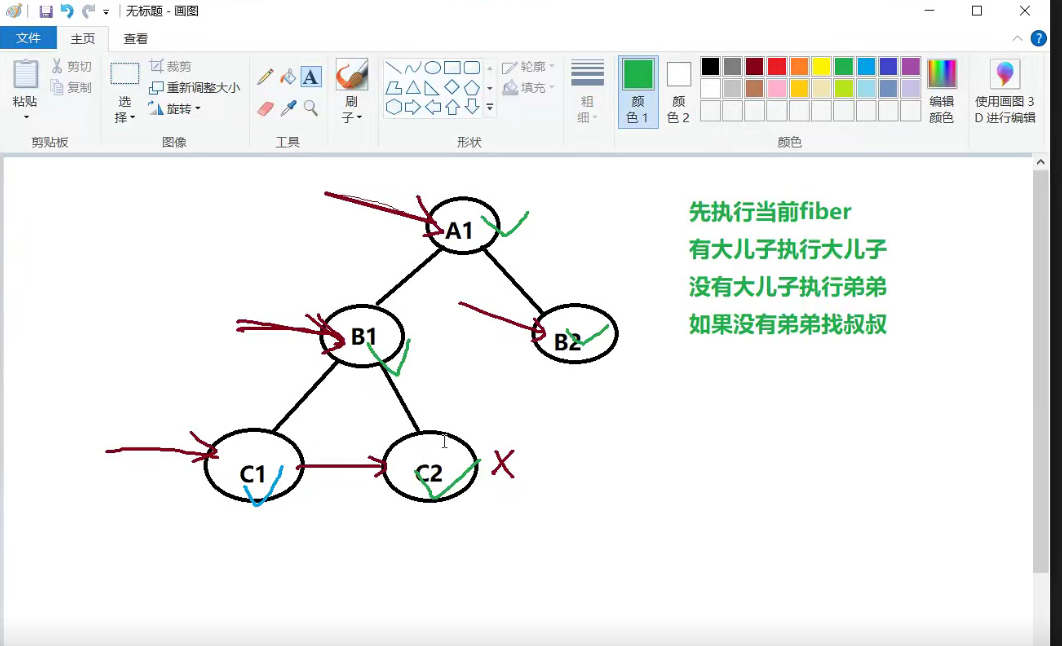 无标题 - 画图
文件 主页 查看
粘贴
剪切
复制
剪贴板
选择
裁剪
重新调整大小
旋转
图像
A
工具
刷子
轮廓
填充
形状
粗细
颜色 1
颜色 2
颜色
编辑颜色
使用画图 3D 进行编辑
A1
B1
B2
C1
C2
X
先执行当前fiber
有大儿子执行大儿子
没有大儿子执行弟弟
如果没有弟弟找叔叔